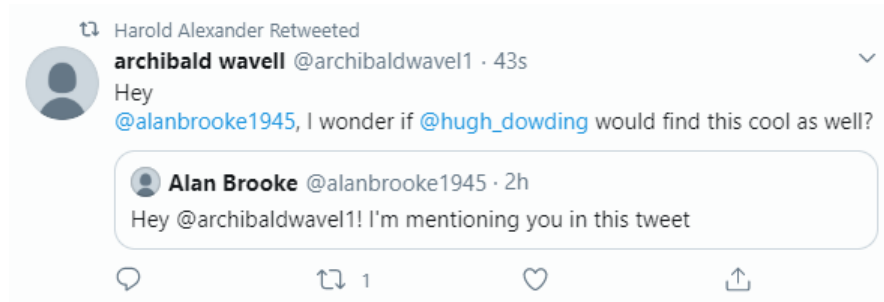 Harold Alexander Retweeted
archibald wavell @archibaldwavel1 · 43s
Hey
@alanbrooke1945, I wonder if @hugh_dowding would find this cool as well?
Alan Brooke @alanbrooke1945 · 2h
Hey @archibaldwavel1! I'm mentioning you in this tweet
1